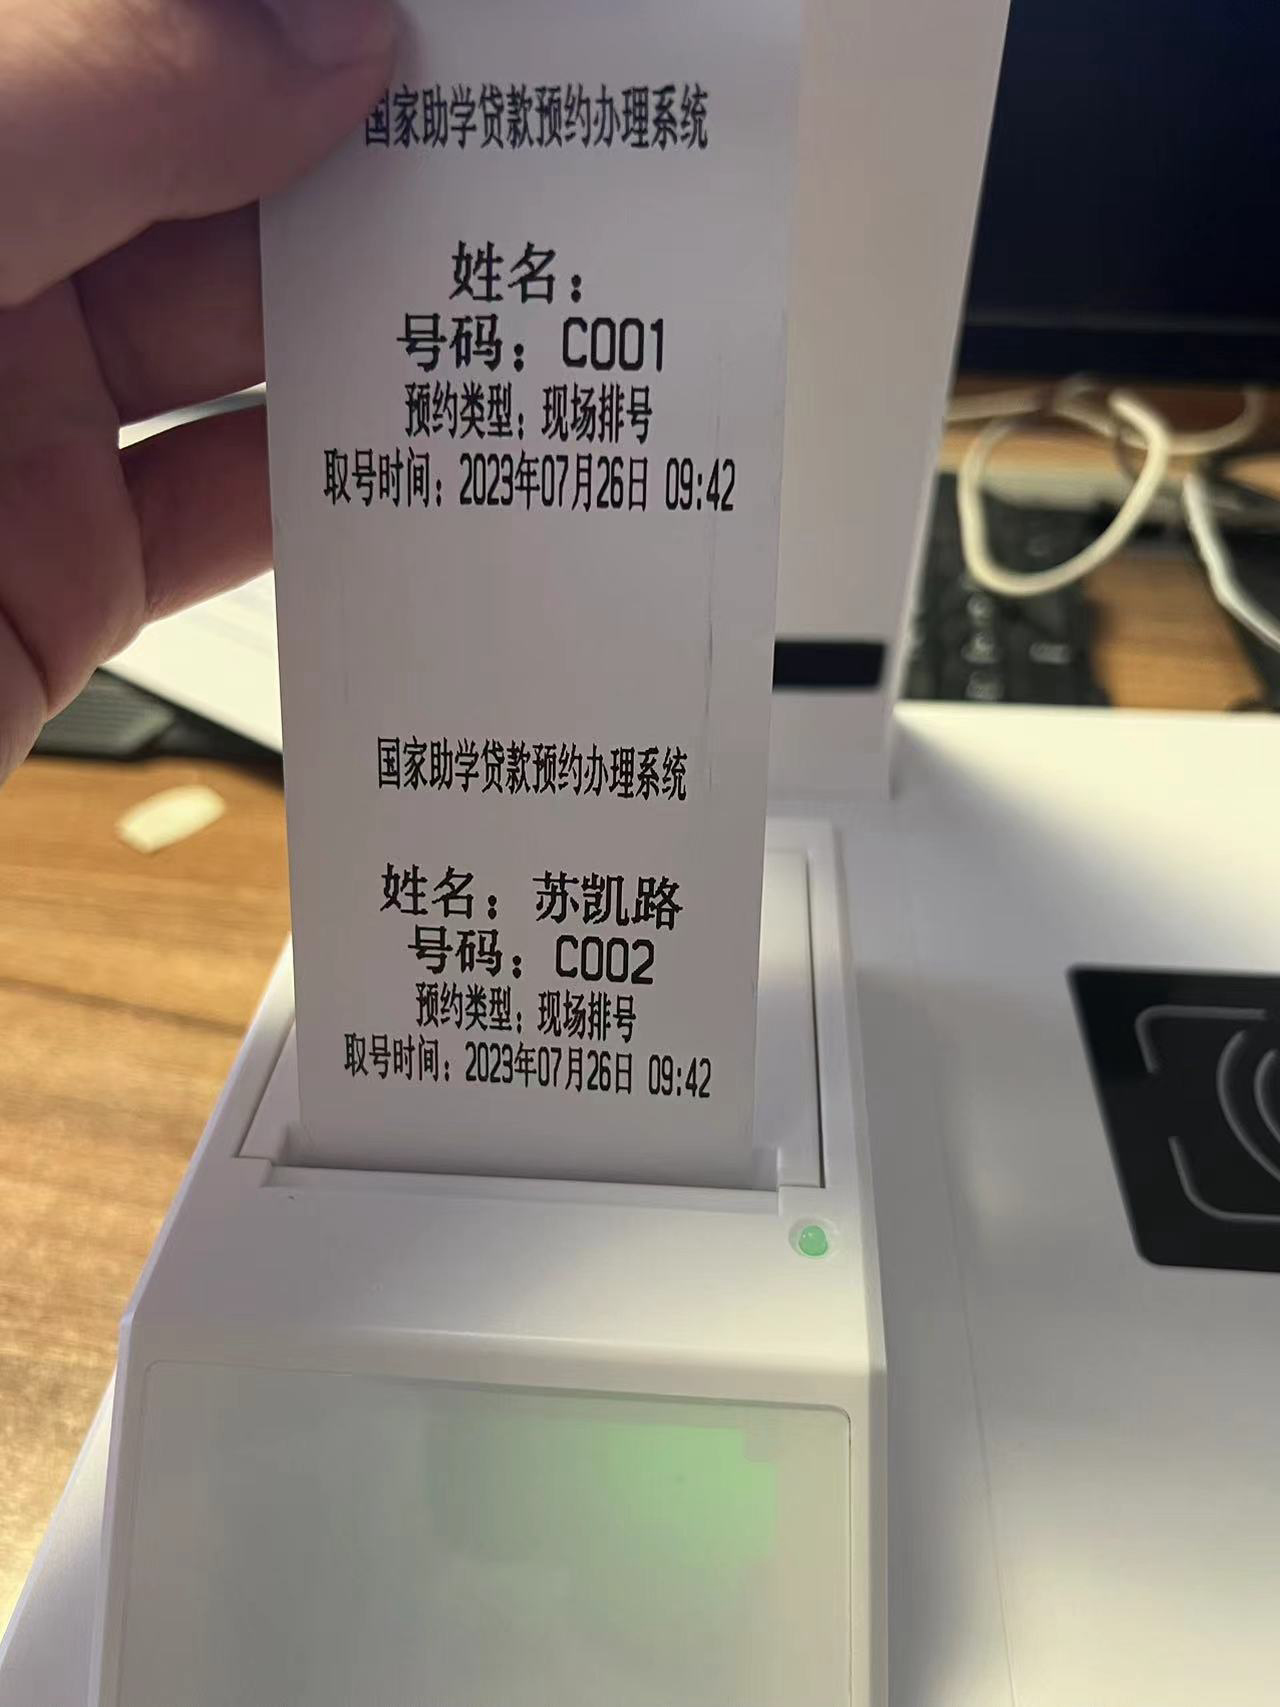 国家助学贷款预约办理系统
姓名：
号码：C001
预约类型：现场排号
取号时间：2023年07月26日 09:42
国家助学贷款预约办理系统
姓名：苏凯路
号码：C002
预约类型：现场排号
取号时间：2023年07月26日 09:42